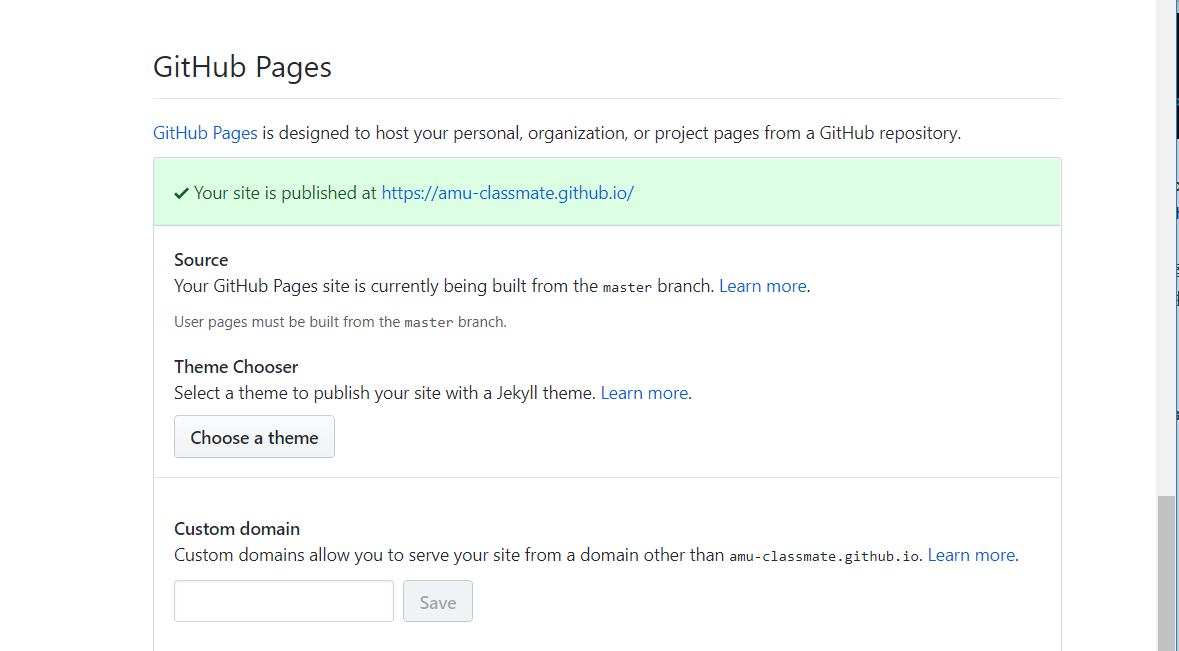 GitHub Pages
GitHub Pages is designed to host your personal, organization, or project pages from a GitHub repository.
Your site is published at https://amu-classmate.github.io/
Source
Your GitHub Pages site is currently being built from the master branch. Learn more.
User pages must be built from the master branch.
Theme Chooser
Select a theme to publish your site with a Jekyll theme. Learn more.
Choose a theme
Custom domain
Custom domains allow you to serve your site from a domain other than amu-classmate.github.io. Learn more.
Save